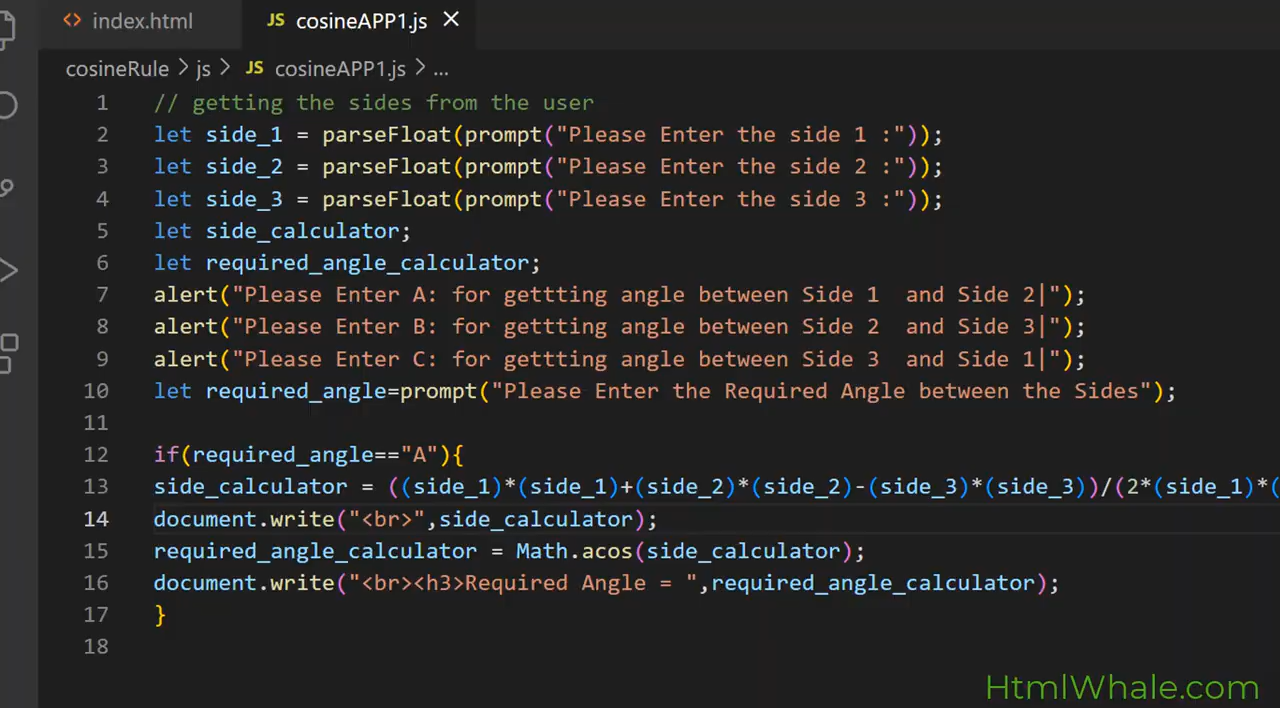 index.html
JS cosineAPP1.js
cosineRule > js > JS cosineAPP1.js > ...
1 // getting the sides from the user
2 let side_1 = parseFloat(prompt("Please Enter the side 1 :"));
3 let side_2 = parseFloat(prompt("Please Enter the side 2 :"));
4 let side_3 = parseFloat(prompt("Please Enter the side 3 :"));
5 let side_calculator;
6 let required_angle_calculator;
7 alert("Please Enter A: for gettting angle between Side 1  and Side 2|");
8 alert("Please Enter B: for gettting angle between Side 2  and Side 3|");
9 alert("Please Enter C: for gettting angle between Side 3  and Side 1|");
10 let required_angle=prompt("Please Enter the Required Angle between the Sides");
11
12 if(required_angle=="A"){
13 side_calculator = ((side_1)*(side_1)+(side_2)*(side_2)-(side_3)*(side_3))/(2*(side_1)*(
14 document.write("<br>",side_calculator);
15 required_angle_calculator = Math.acos(side_calculator);
16 document.write("<br><h3>Required Angle = ",required_angle_calculator);
17 }
18
HtmlWhale.com